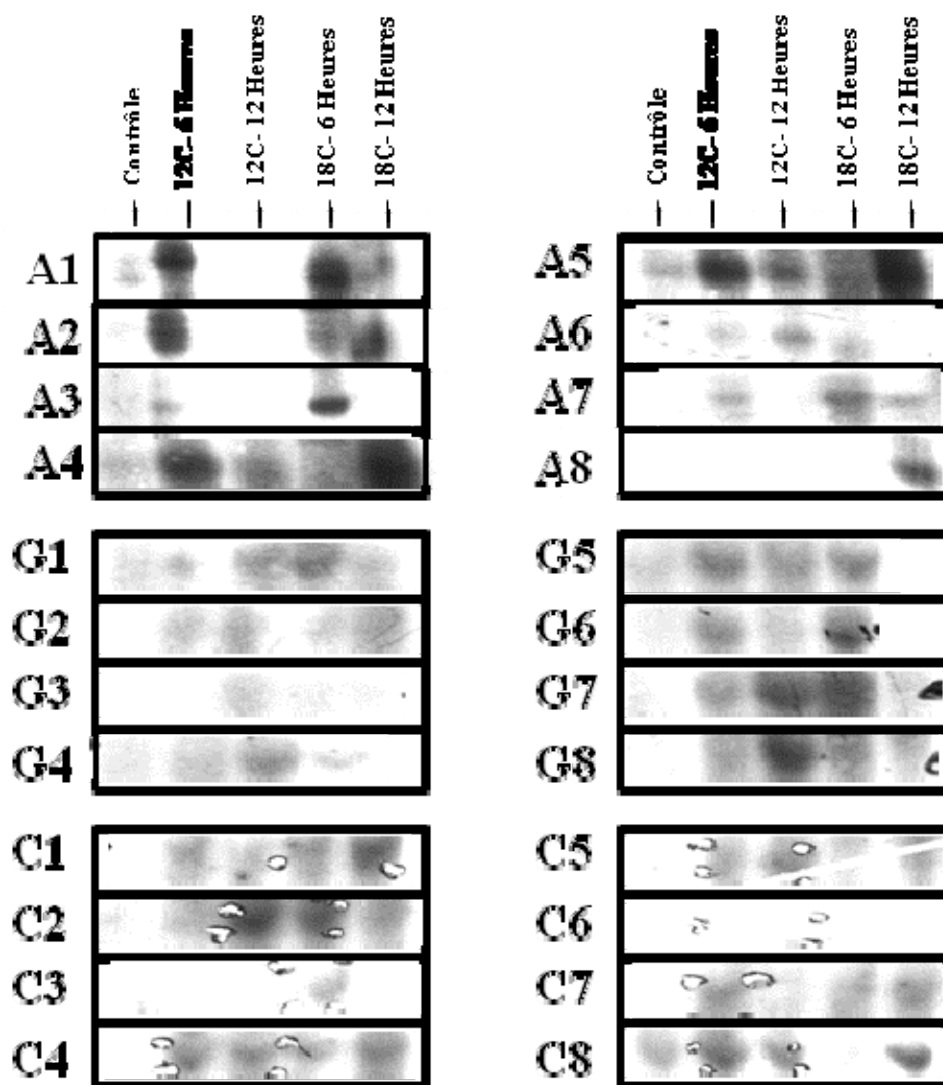 Contrôle
12C- 6 Heures
12C- 12 Heures
18C- 6 Heures
18C- 12 Heures
Contrôle
12C- 6 Heures
12C- 12 Heures
18C- 6 Heures
18C- 12 Heures
A1
A2
A3
A4
A5
A6
A7
A8
G1
G2
G3
G4
G5
G6
G7
G8
C1
C2
C3
C4
C5
C6
C7
C8